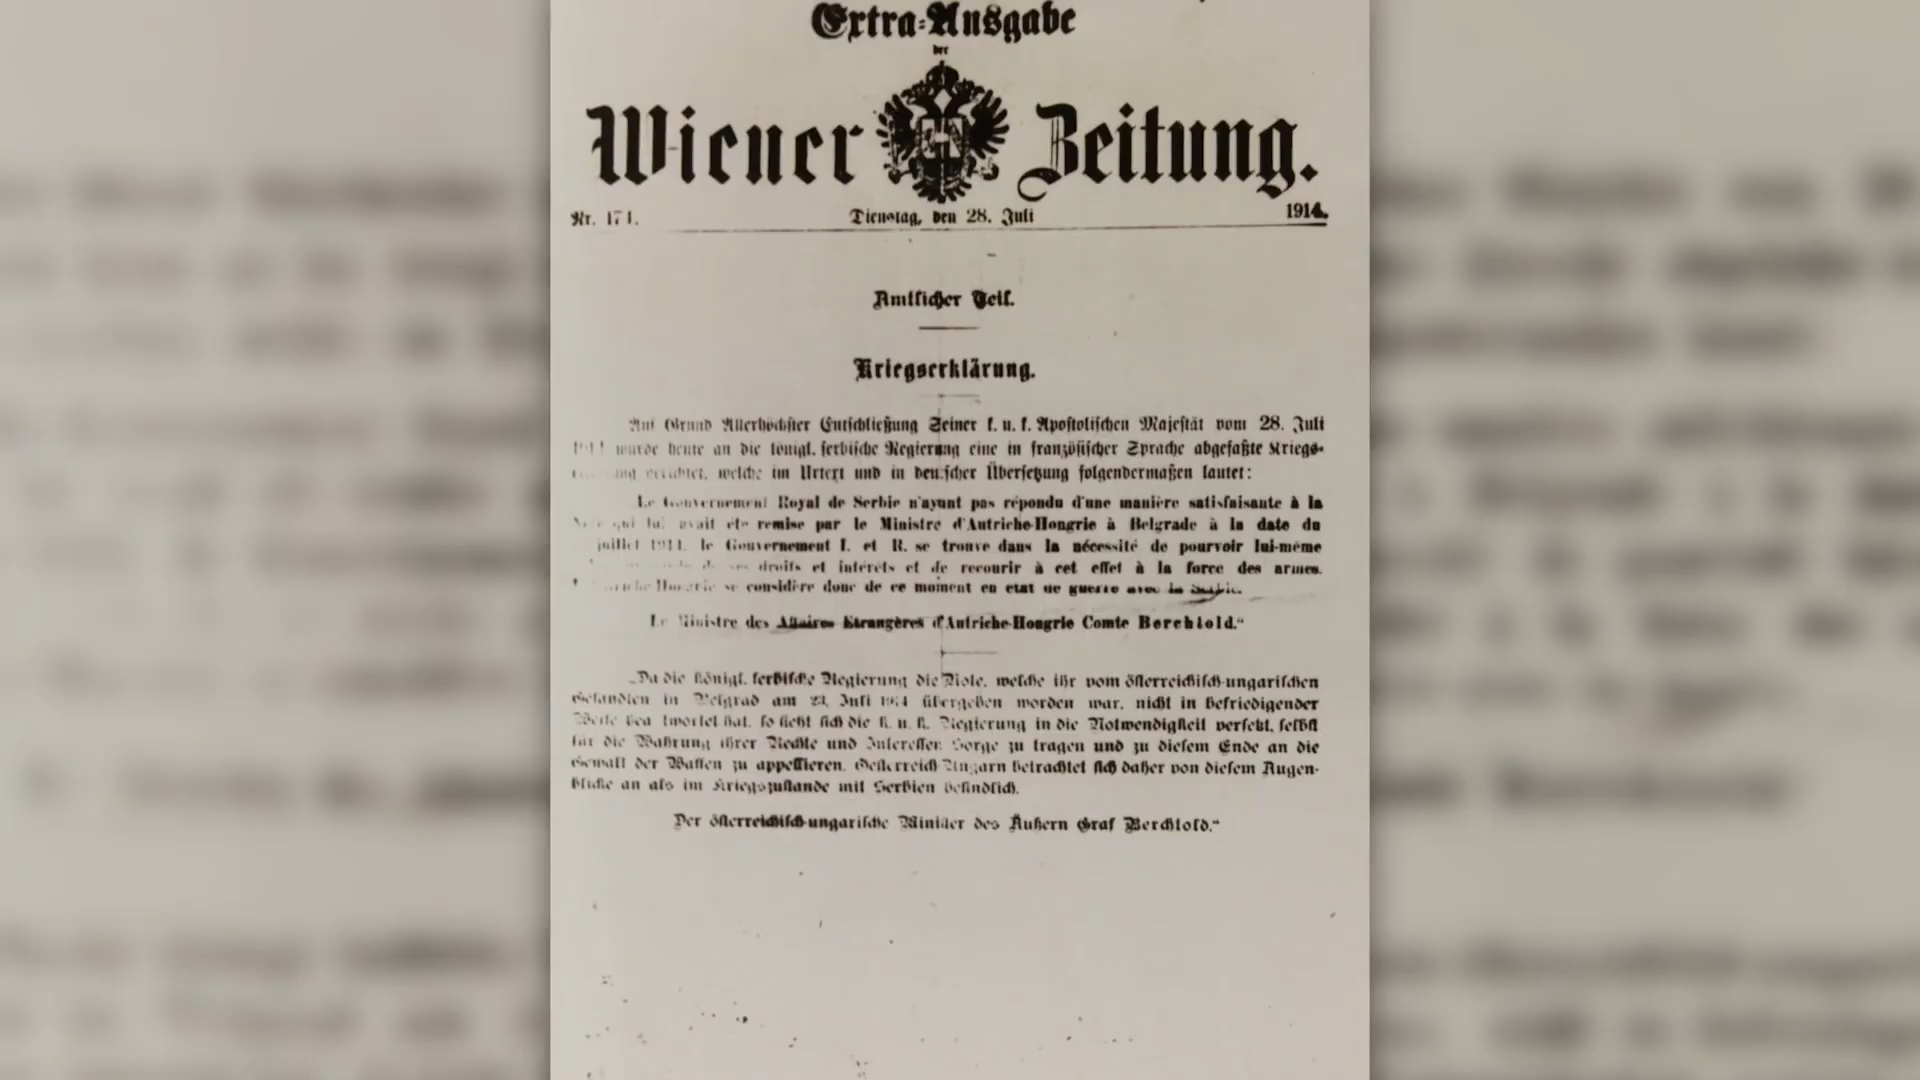 Extra-Ausgabe
der
Wiener Zeitung.
Nr. 174. Dienstag, den 28. Juli 1914.
Amtlicher Teil.
Kriegserklärung.
Auf Grund Allerhöchster Entschließung Seiner k. u. k. Apostolischen Majestät vom 28. Juli
1914 wurde heute an die königl. serbische Regierung eine in französischer Sprache abgefaßte Kriegs-
gerichtet, welche im Urtext und in deutscher Übersetzung folgendermaßen lautet:
Le Gouvernement Royal de Serbie n'ayant pas répondu d'une manière satisfaisante à la
Note qui lui avait été remise par le Ministre d'Autriche-Hongrie à Belgrade à la date du
juillet 1914, le Gouvernement I. et R. se trouve dans la nécessité de pourvoir lui-même
de ses droits et intérêts et de recourir à cet effet à la force des armes.
L'Autriche-Hongrie se considère donc de ce moment en état de guerre avec la Serbie.
Le Ministre des Affaires Etrangères d'Autriche-Hongrie Comte Berchtold.“
„Da die königl. serbische Regierung die Note, welche ihr vom österreichisch-ungarischen
Gesandten in Belgrad am 23. Juli 1914 übergeben worden war, nicht in befriedigender
Weise beantwortet hat, so sieht sich die k. u. k. Regierung in die Notwendigkeit versetzt, selbst
für die Wahrung ihrer Rechte und Interessen Sorge zu tragen und zu diesem Ende an die
Gewalt der Waffen zu appellieren. Oesterreich-Ungarn betrachtet sich daher von diesem Augen-
blicke an als im Kriegszustande mit Serbien befindlich.
Der österreichisch-ungarische Minister des Äußern Graf Berchtold.“